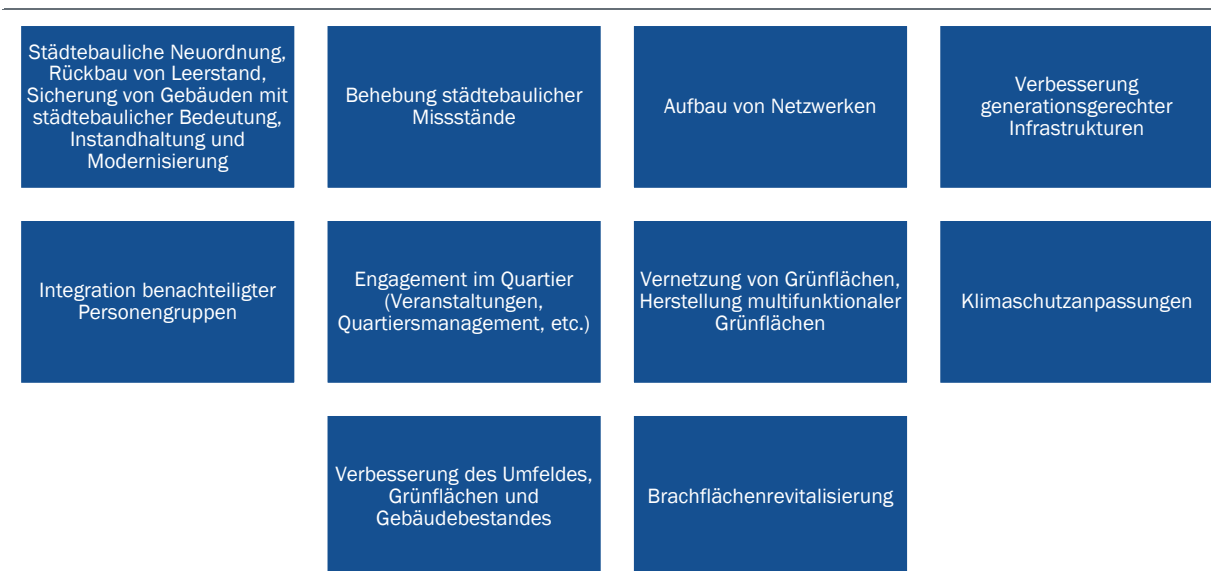 Städtebauliche Neuordnung,
Rückbau von Leerstand,
Sicherung von Gebäuden mit
städtebaulicher Bedeutung,
Instandhaltung und
Modernisierung
Behebung städtebaulicher
Missstände
Aufbau von Netzwerken
Verbesserung
generationsgerechter
Infrastrukturen
Integration benachteiligter
Personengruppen
Engagement im Quartier
(Veranstaltungen,
Quartiersmanagement, etc.)
Vernetzung von Grünflächen,
Herstellung multifunktionaler
Grünflächen
Klimaschutzanpassungen
Verbesserung des Umfeldes,
Grünflächen und
Gebäudebestandes
Brachflächenrevitalisierung